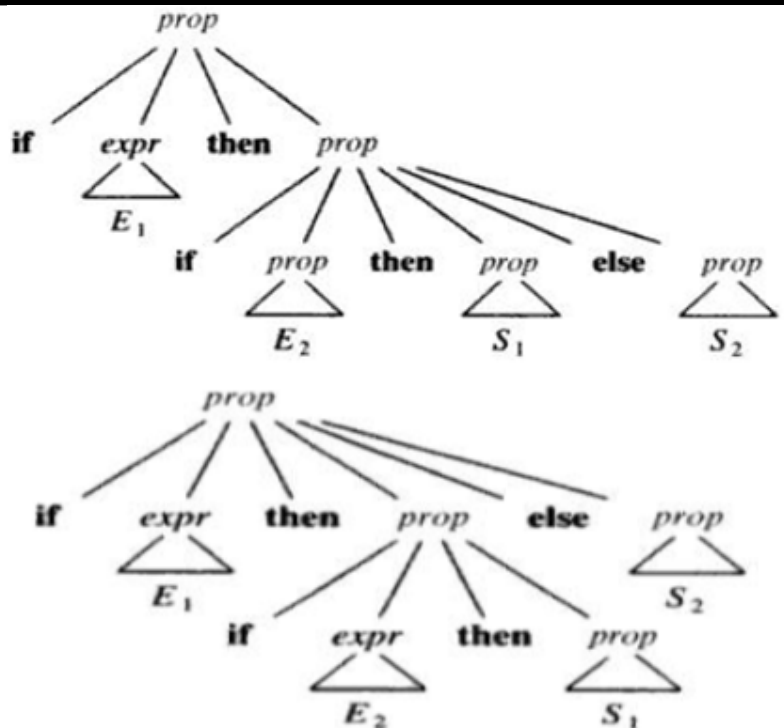 prop
if expr then prop
E1
if prop then prop else prop
E2 S1 S2
prop
if expr then prop else prop
E1 S2
if expr then prop
E2 S1